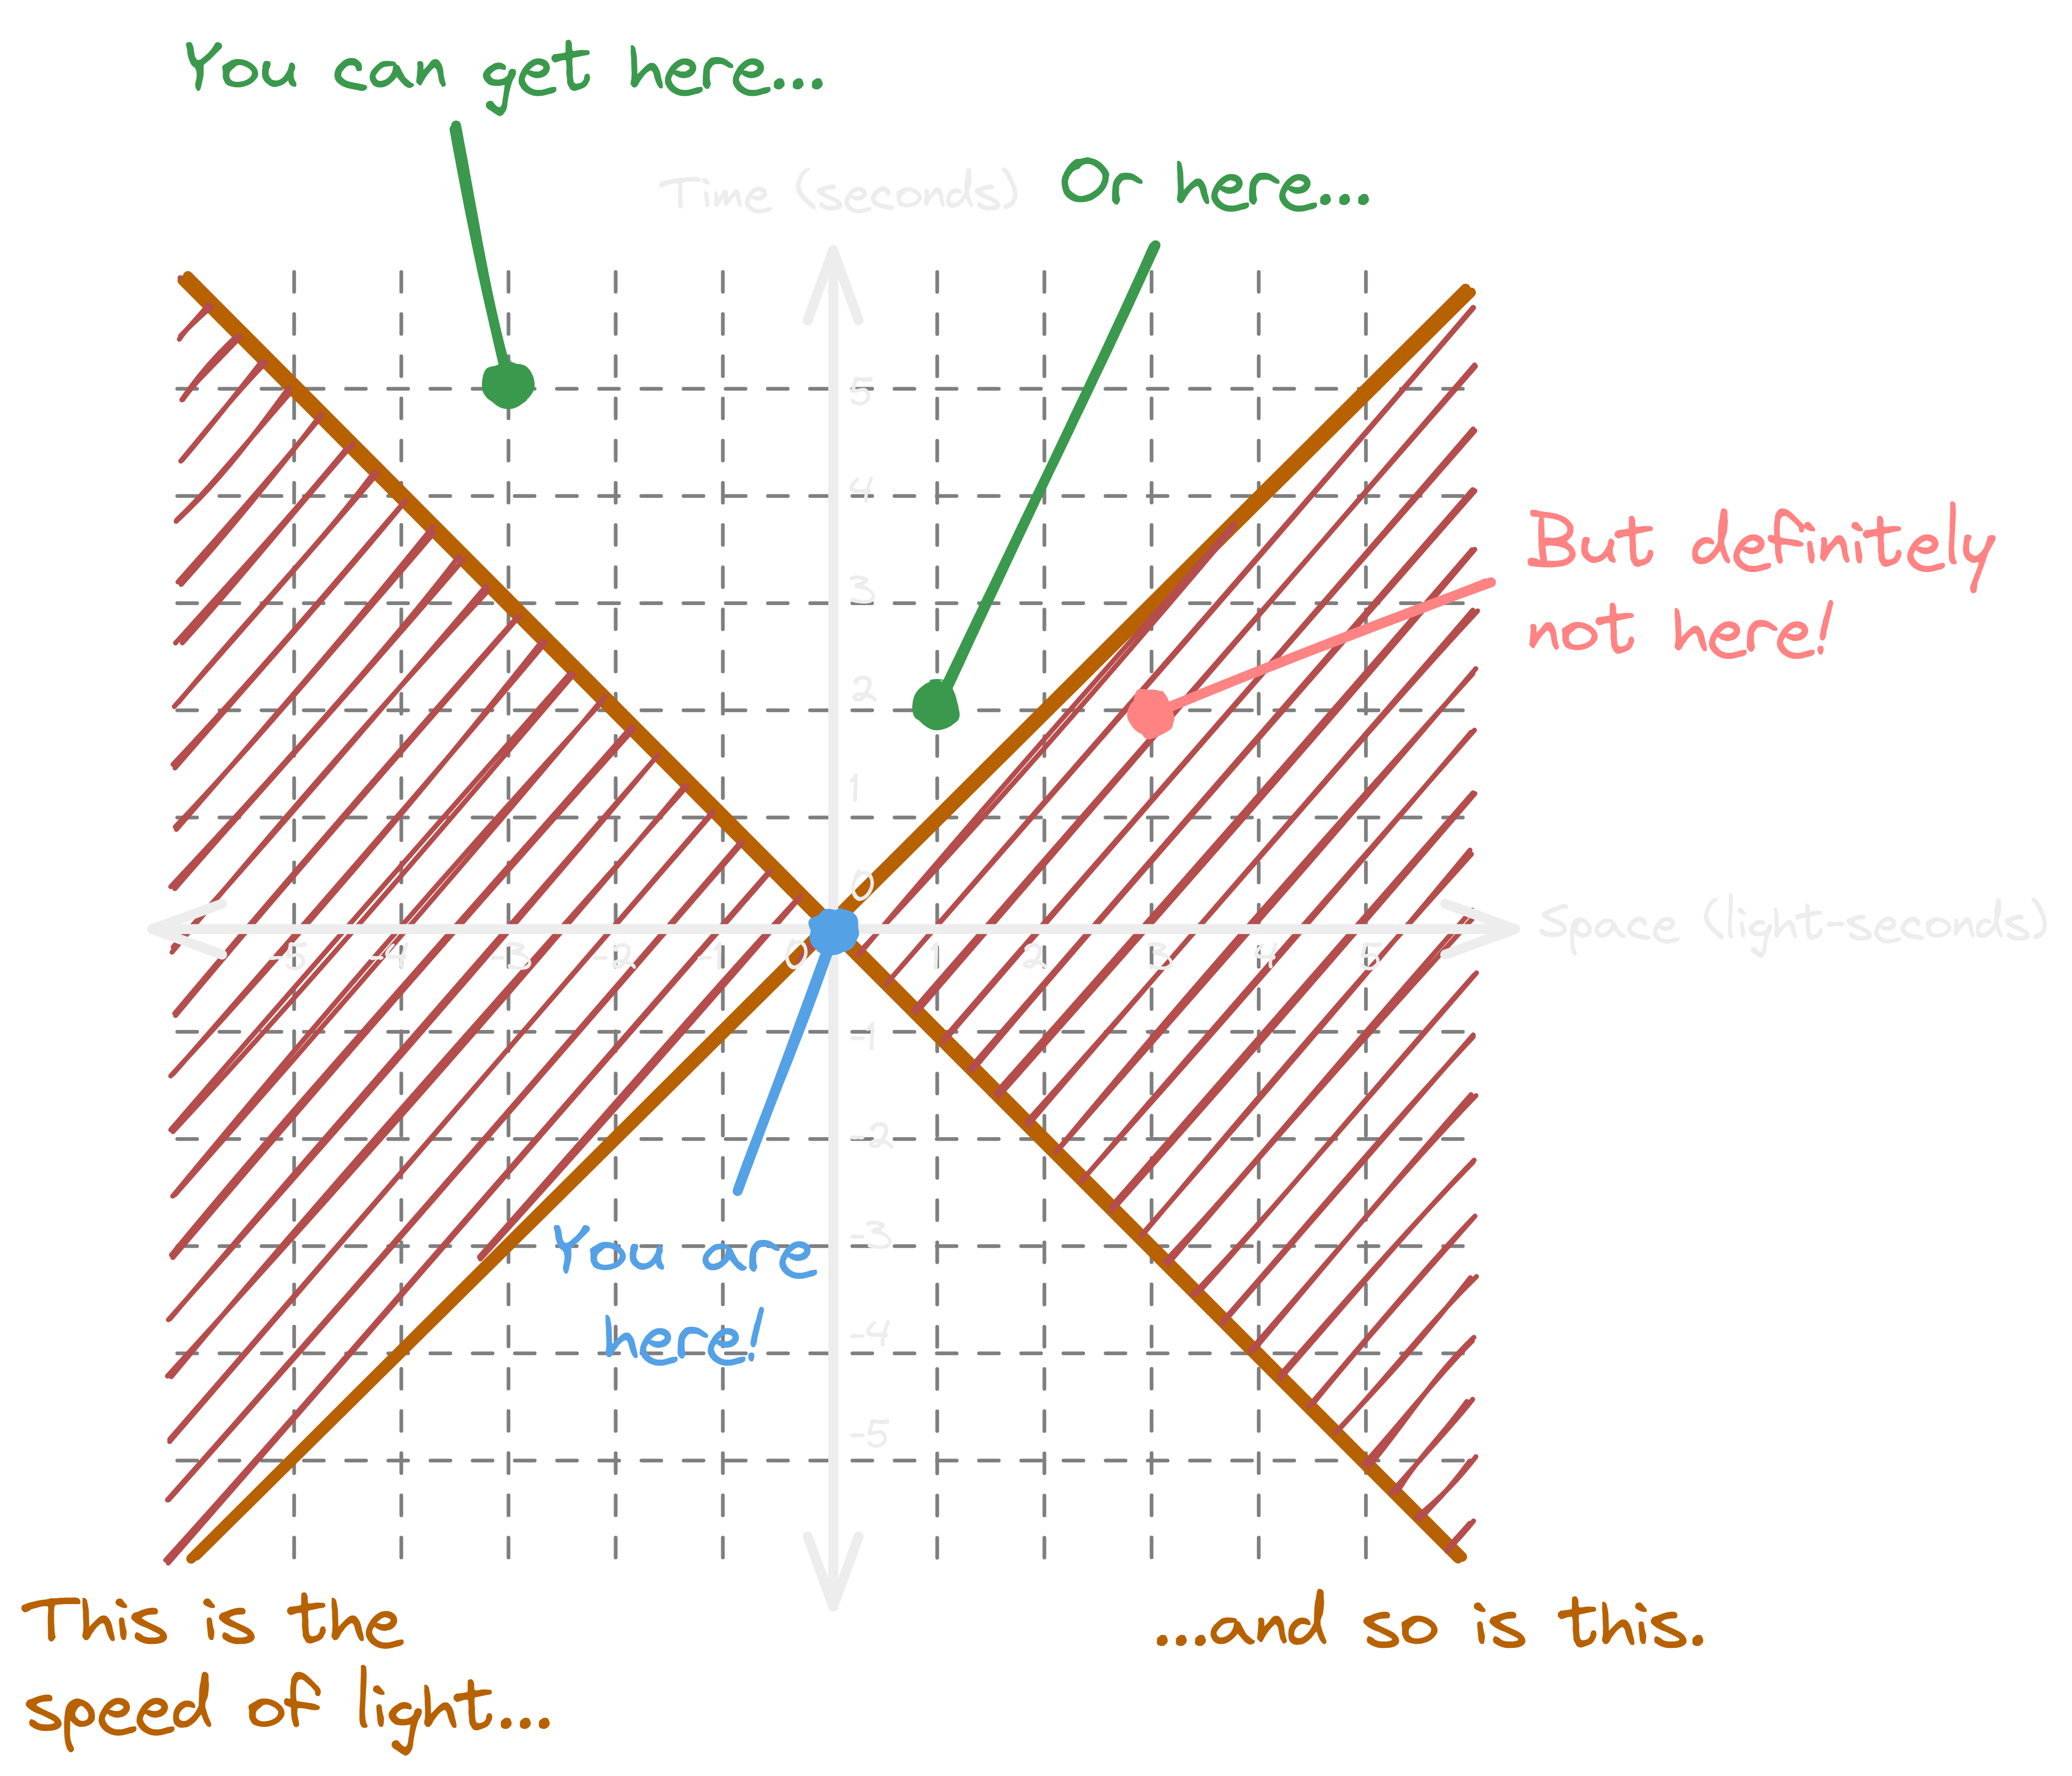 You can get here...
Time (seconds)
Or here...
5
4
3
2
1
0
But definitely
not here!
Space (light-seconds)
-5 -4 -3 -2 -1 0 1 2 3 4 5
-1
-2
-3
-4
-5
You are
here!
This is the
speed of light...
...and so is this.